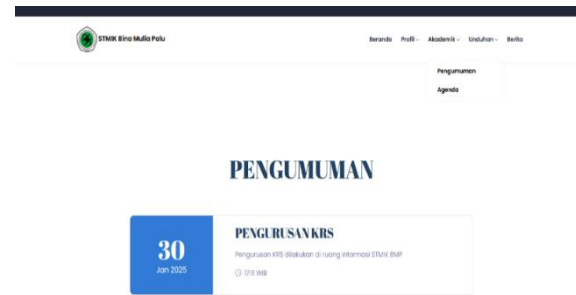 STMIK Bina Mulia Palu
Beranda Profil Akademik Unduhan Berita
Pengumuman
Agenda
PENGUMUMAN
30
Jan 2025
PENGURUSAN KRS
Pengurusan KRS dilakukan di ruang informasi STMIK BMP
WIB